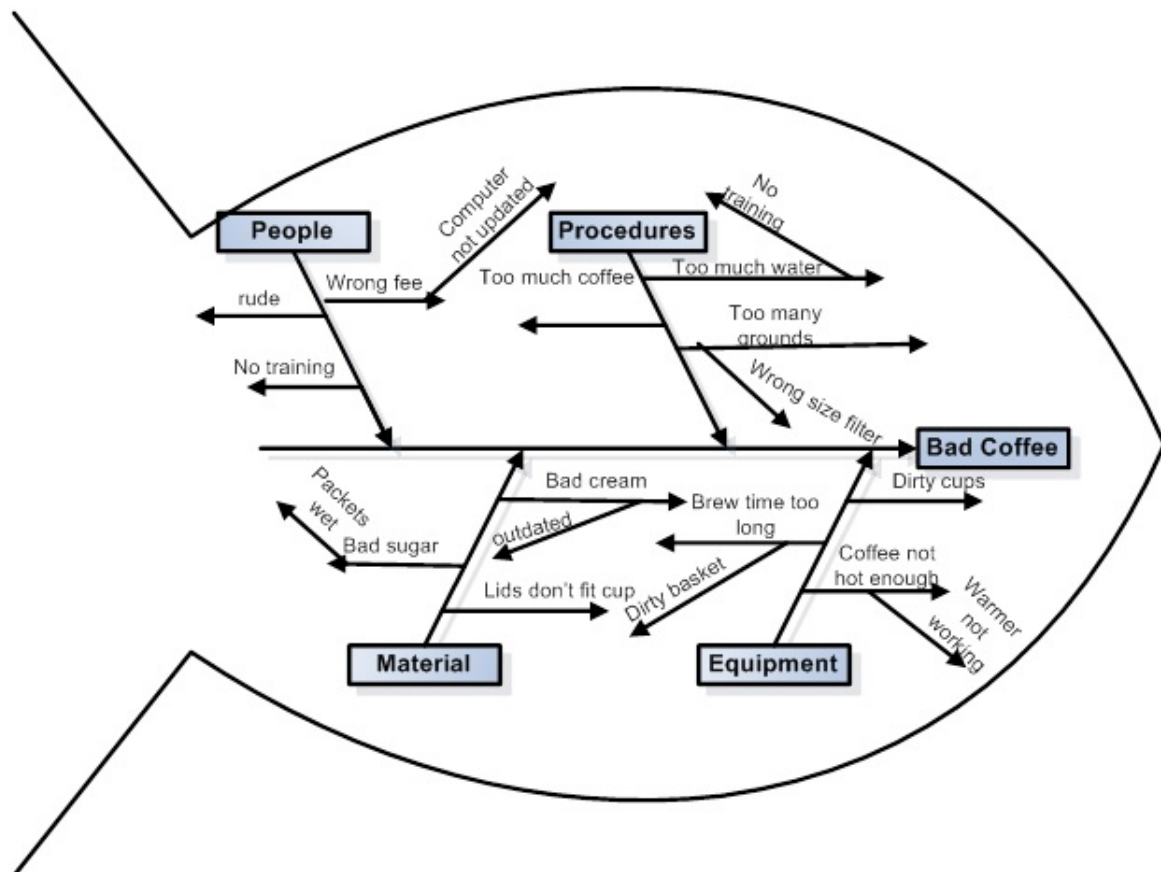 People
Wrong fee
Computer
not updated
rude
No training
Procedures
Too much coffee
Too much water
No
training
Too many
grounds
Wrong size filter
Bad Coffee
Material
Bad cream
outdated
Bad sugar
Packets
wet
Lids don't fit cup
Equipment
Dirty cups
Brew time too
long
Dirty basket
Coffee not
hot enough
Warmer
not
working